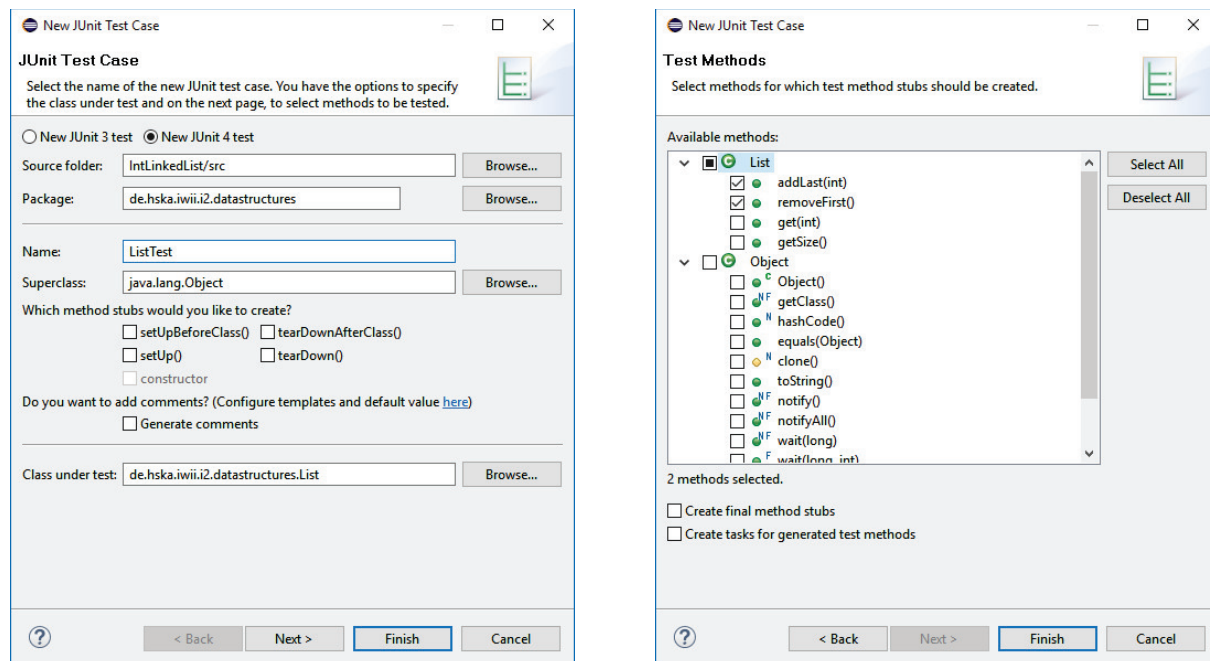 New JUnit Test Case
JUnit Test Case
Select the name of the new JUnit test case. You have the options to specify
the class under test and on the next page, to select methods to be tested.
New JUnit 3 test New JUnit 4 test
Source folder: IntLinkedList/src Browse...
Package: de.hska.iwii.i2.datastructures Browse...
Name: ListTest
Superclass: java.lang.Object Browse...
Which method stubs would you like to create?
setUpBeforeClass() tearDownAfterClass()
setUp() tearDown()
constructor
Do you want to add comments? (Configure templates and default value here)
Generate comments
Class under test: de.hska.iwii.i2.datastructures.List Browse...
? < Back Next > Finish Cancel
New JUnit Test Case
Test Methods
Select methods for which test method stubs should be created.
Available methods:
C List Select All
addLast(int)
removeFirst() Deselect All
get(int)
getSize()
C Object
C Object()
N F getClass()
N hashCode()
equals(Object)
N clone()
toString()
N F notify()
N F notifyAll()
N F wait(long)
F wait(long, int)
2 methods selected.
Create final method stubs
Create tasks for generated test methods
? < Back Next > Finish Cancel